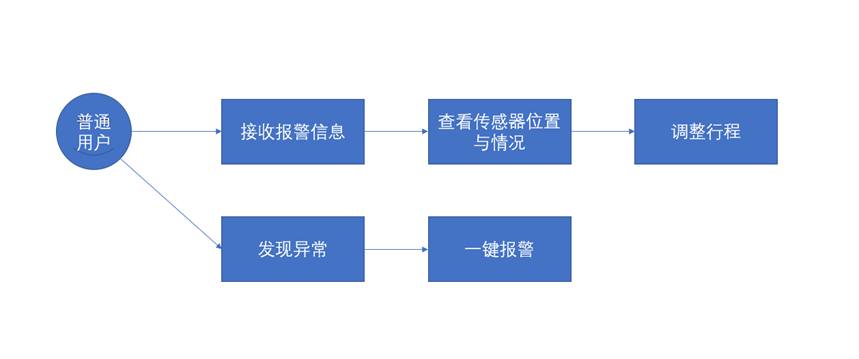 普通
用户
接收报警信息
查看传感器位置
与情况
调整行程
发现异常
一键报警